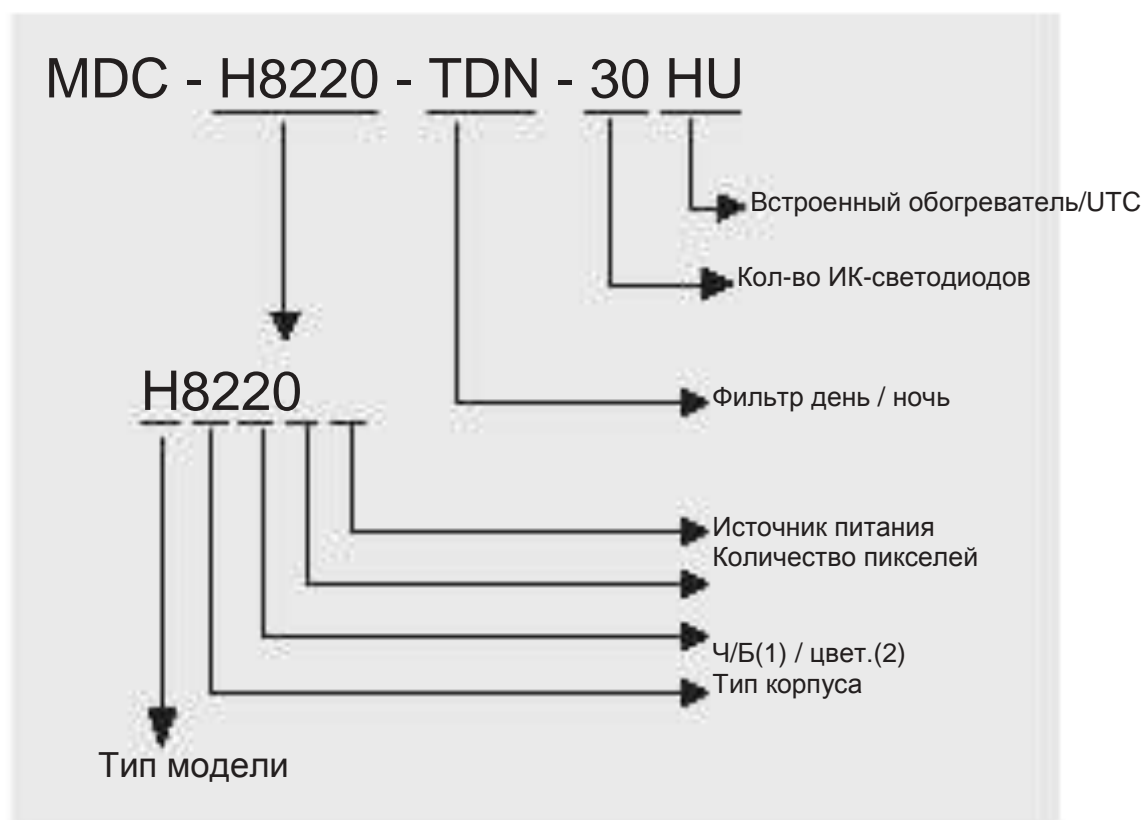 MDC - H8220 - TDN - 30 HU
Встроенный обогреватель/UTC
Кол-во ИК-светодиодов
H8220
Фильтр день / ночь
Источник питания
Количество пикселей
Ч/Б(1) / цвет.(2)
Тип корпуса
Тип модели